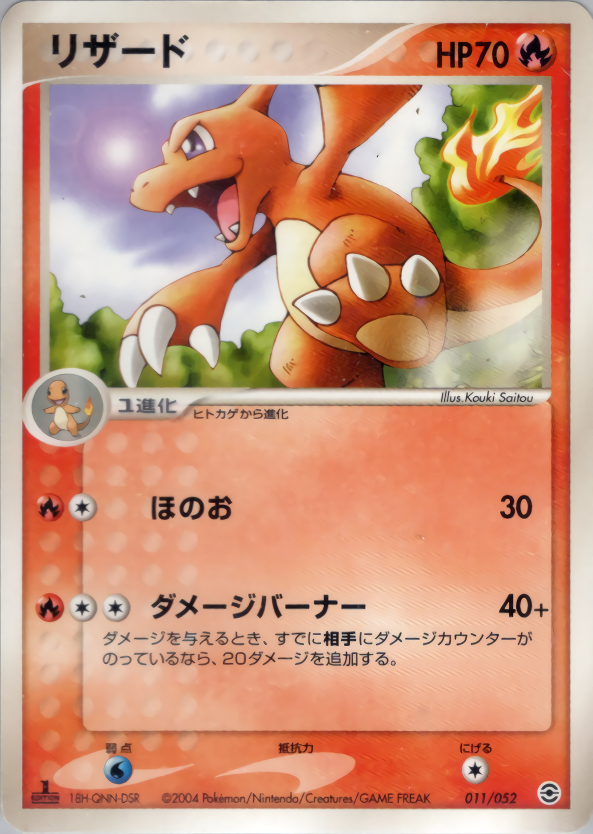 リザード HP70
Illus.Kouki Saitou
1進化
ヒトカゲから進化
ほのお 30
ダメージバーナー 40+
ダメージを与えるとき、すでに相手にダメージカウンターが
のっているなら、20ダメージを追加する。
弱点 抵抗力 にげる
1 EDITION 18H-QNN-DSR ©2004 Pokémon/Nintendo/Creatures/GAME FREAK 011/052